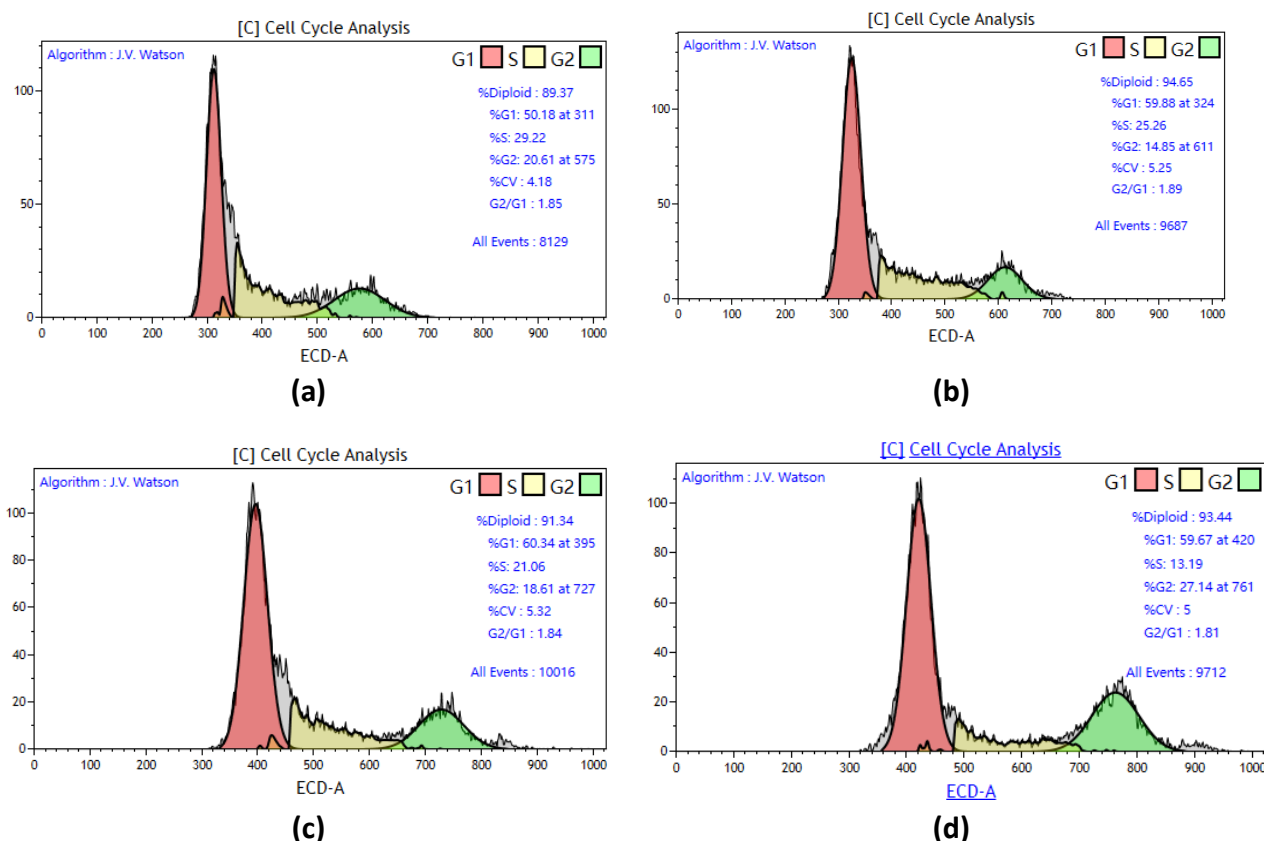 [C] Cell Cycle Analysis
Algorithm : J.V. Watson
G1 S G2
%Diploid : 89.37
%G1: 50.18 at 311
%S: 29.22
%G2: 20.61 at 575
%CV : 4.18
G2/G1 : 1.85
All Events : 8129
100
50
0
0 100 200 300 400 500 600 700 800 900 1000
ECD-A
(a)
[C] Cell Cycle Analysis
Algorithm : J.V. Watson
G1 S G2
%Diploid : 94.65
%G1: 59.88 at 324
%S: 25.26
%G2: 14.85 at 611
%CV : 5.25
G2/G1 : 1.89
All Events : 9687
100
50
0
0 100 200 300 400 500 600 700 800 900 1000
ECD-A
(b)
[C] Cell Cycle Analysis
Algorithm : J.V. Watson
G1 S G2
%Diploid : 91.34
%G1: 60.34 at 395
%S: 21.06
%G2: 18.61 at 727
%CV : 5.32
G2/G1 : 1.84
All Events : 10016
100
80
60
40
20
0
0 100 200 300 400 500 600 700 800 900 1000
ECD-A
(c)
[C] Cell Cycle Analysis
Algorithm : J.V. Watson
G1 S G2
%Diploid : 93.44
%G1: 59.67 at 420
%S: 13.19
%G2: 27.14 at 761
%CV : 5
G2/G1 : 1.81
All Events : 9712
100
80
60
40
20
0
0 100 200 300 400 500 600 700 800 900 1000
ECD-A
(d)